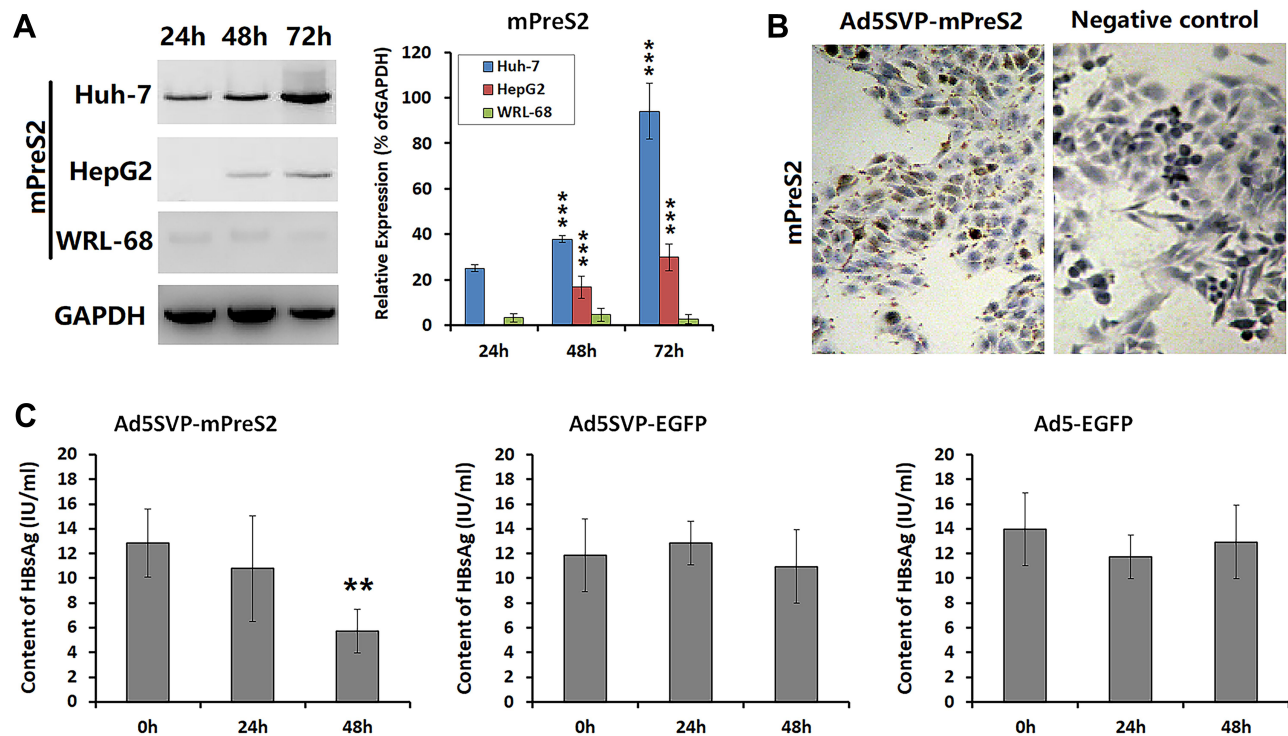 A
24h 48h 72h
mPreS2
Huh-7
HepG2
WRL-68
GAPDH
mPreS2
Relative Expression (% ofGAPDH)
120
100
80
60
40
20
0
Huh-7
HepG2
WRL-68
***
***
***
***
24h 48h 72h
B
Ad5SVP-mPreS2 Negative control
mPreS2
C
Ad5SVP-mPreS2
Content of HBsAg (IU/ml)
20
18
16
14
12
10
8
6
4
2
0
**
0h 24h 48h
Ad5SVP-EGFP
Content of HBsAg (IU/ml)
20
18
16
14
12
10
8
6
4
2
0
0h 24h 48h
Ad5-EGFP
Content of HBsAg (IU/ml)
20
18
16
14
12
10
8
6
4
2
0
0h 24h 48h